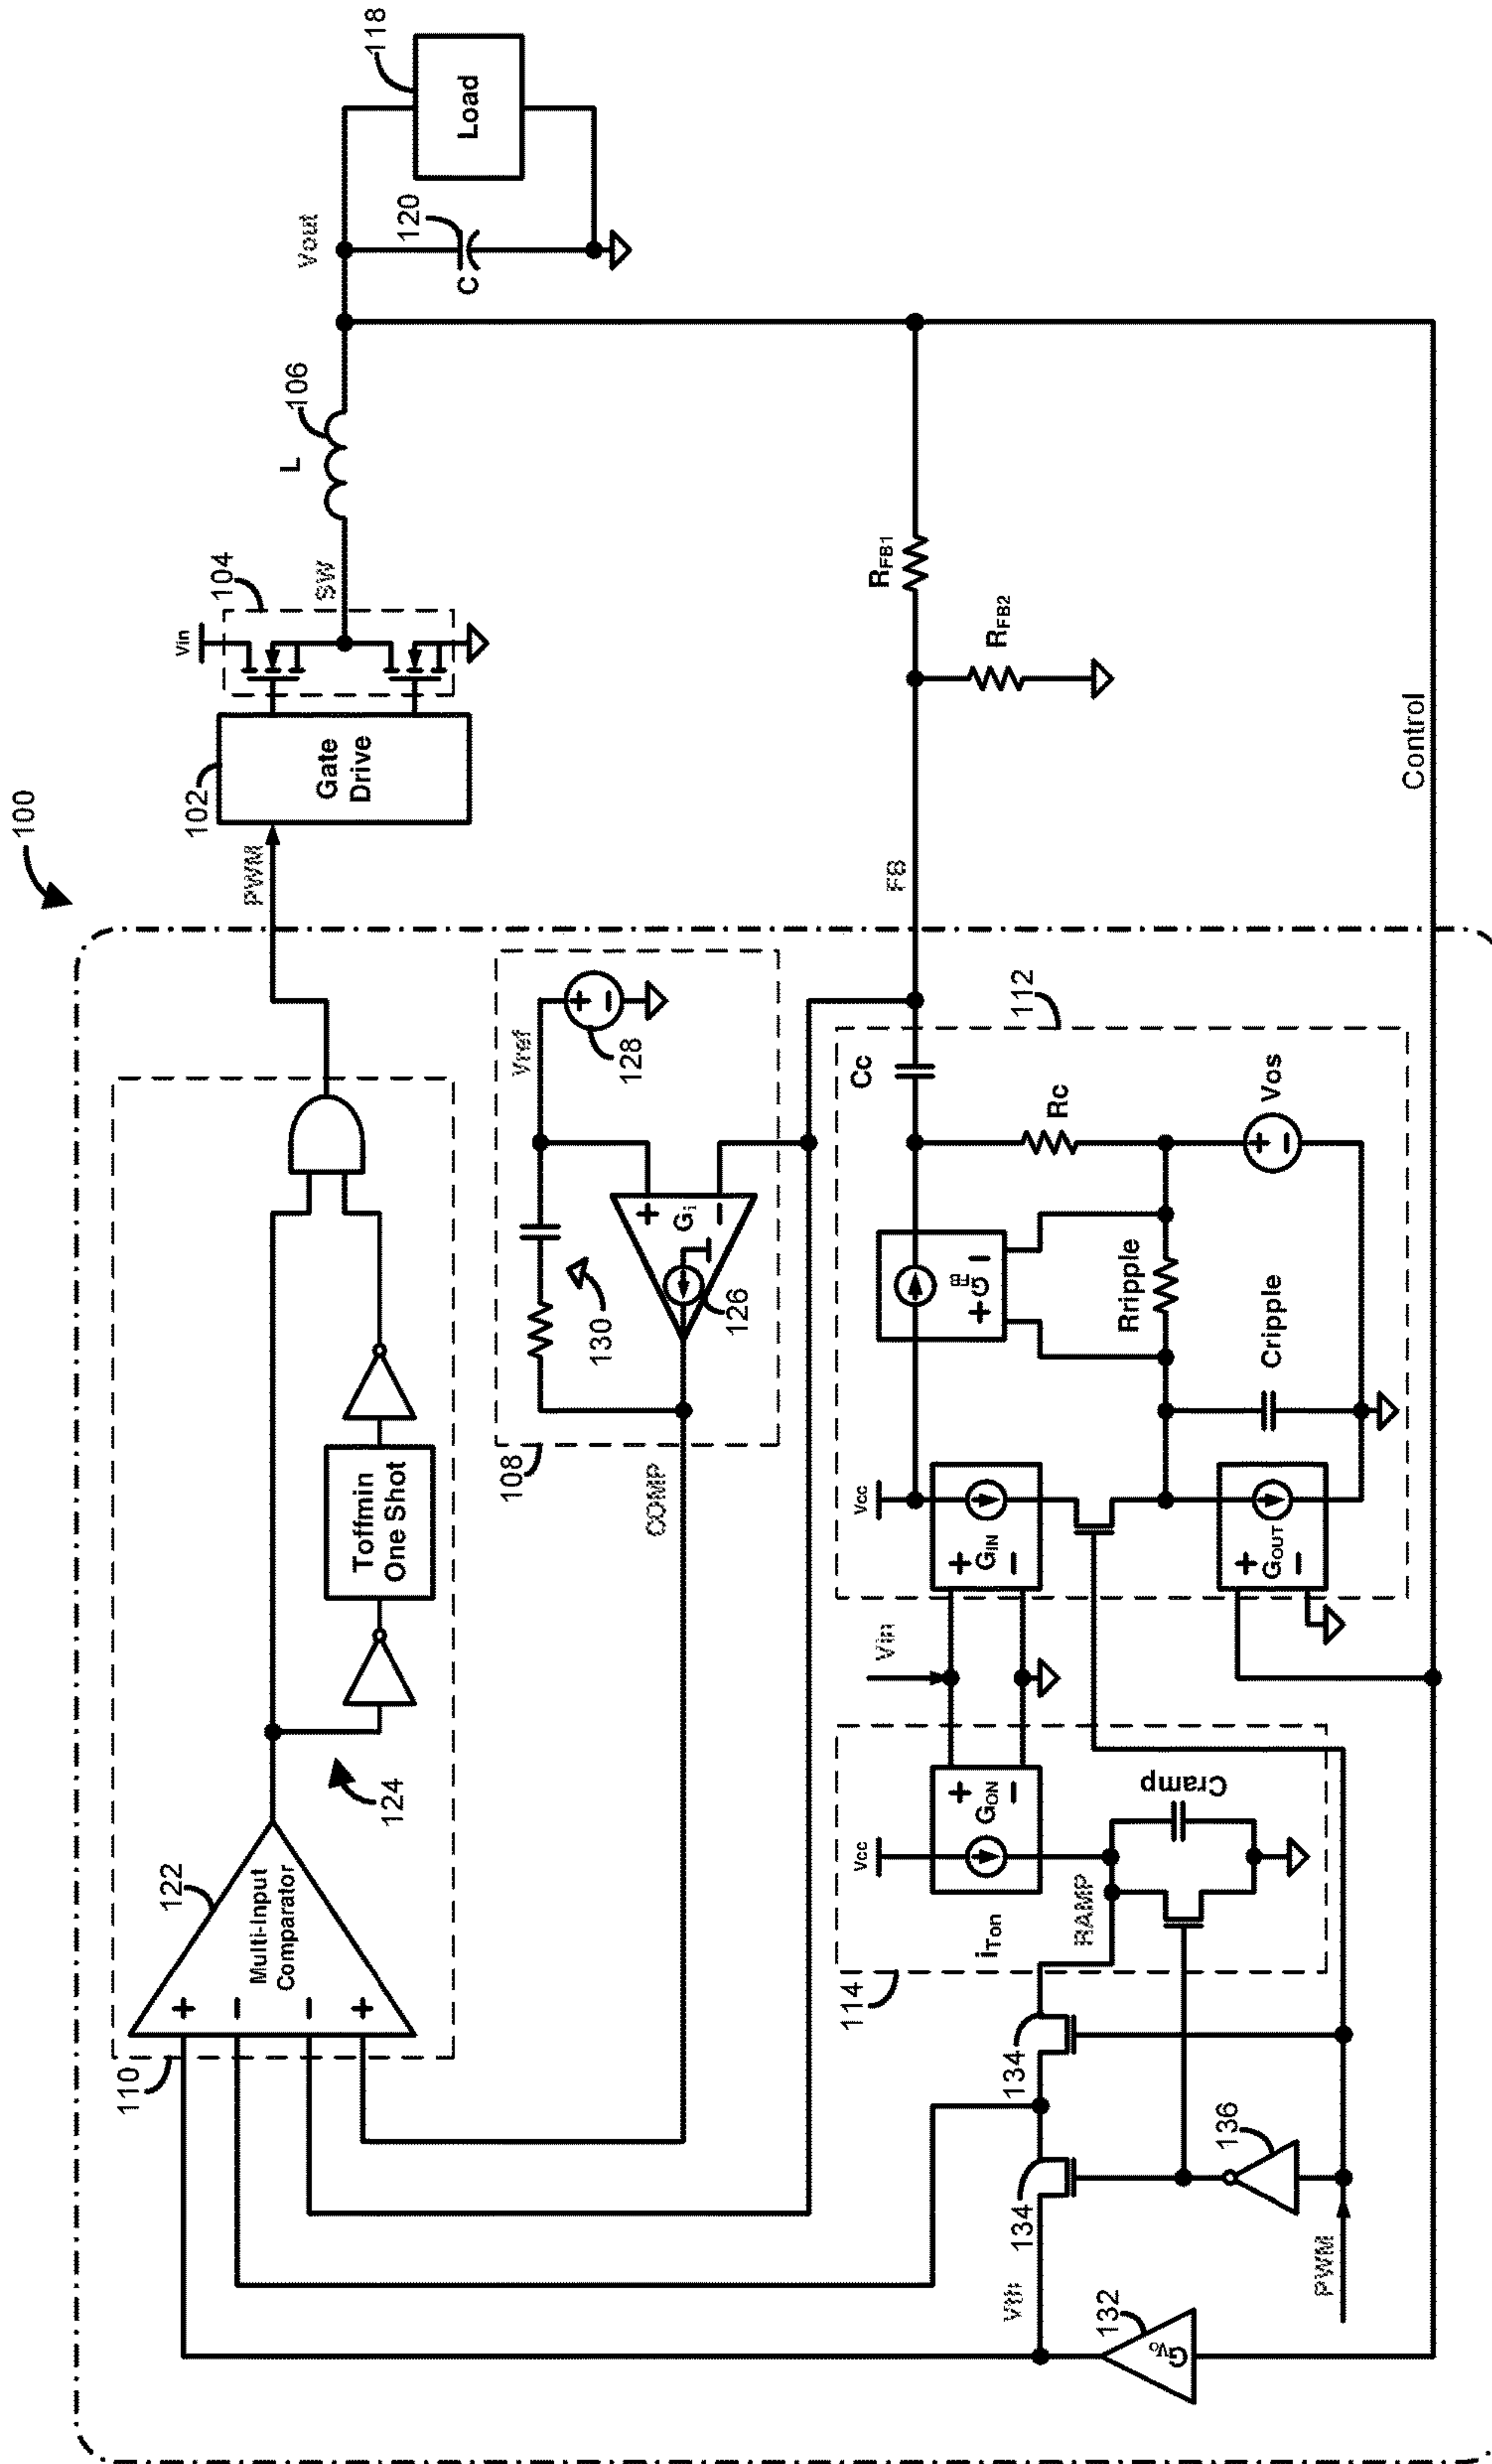 100
110
122
Multi-Input
Comparator
+
−
−
+
124
Toffmin
One Shot
PWM
102
Gate
Drive
104
Vin
SW
L
106
Vout
C
120
118
Load
108
COMP
130
Vref
128
+
−
+
−
Gi
126
FB
RFB1
RFB2
Control
112
Cc
Rc
Vos
+
−
GFB
+
−
Rripple
Cripple
Vcc
GIN
+
−
GOUT
+
−
Vin
114
Vcc
GON
+
−
iTon
RAMP
Cramp
134
134
Vth
136
PWM
132
GVo